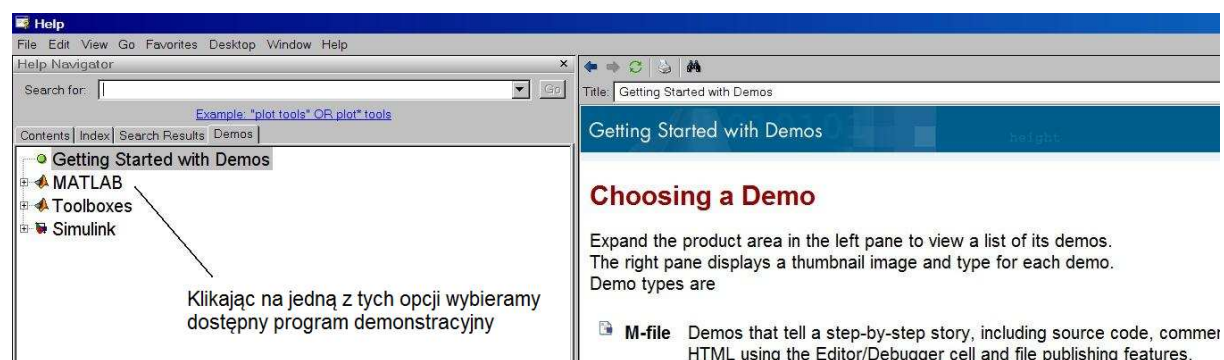 Help
File Edit View Go Favorites Desktop Window Help
Help Navigator
Search for:
Go
Example: "plot tools" OR plot* tools
Contents Index Search Results Demos
Getting Started with Demos
MATLAB
Toolboxes
Simulink
Klikając na jedną z tych opcji wybieramy
dostępny program demonstracyjny
Title: Getting Started with Demos
Getting Started with Demos
height
Choosing a Demo
Expand the product area in the left pane to view a list of its demos.
The right pane displays a thumbnail image and type for each demo.
Demo types are
M-file Demos that tell a step-by-step story, including source code,
HTML using the Editor/Debugger cell and file publishing features.